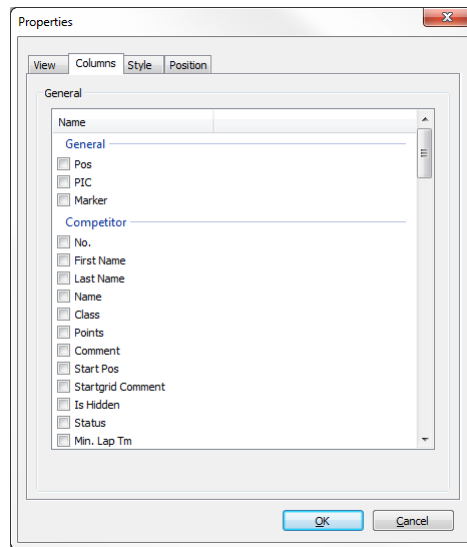 Properties
View Columns Style Position
General
Name
General
Pos
PIC
Marker
Competitor
No.
First Name
Last Name
Name
Class
Points
Comment
Start Pos
Startgrid Comment
Is Hidden
Status
Min. Lap Tm
OK Cancel